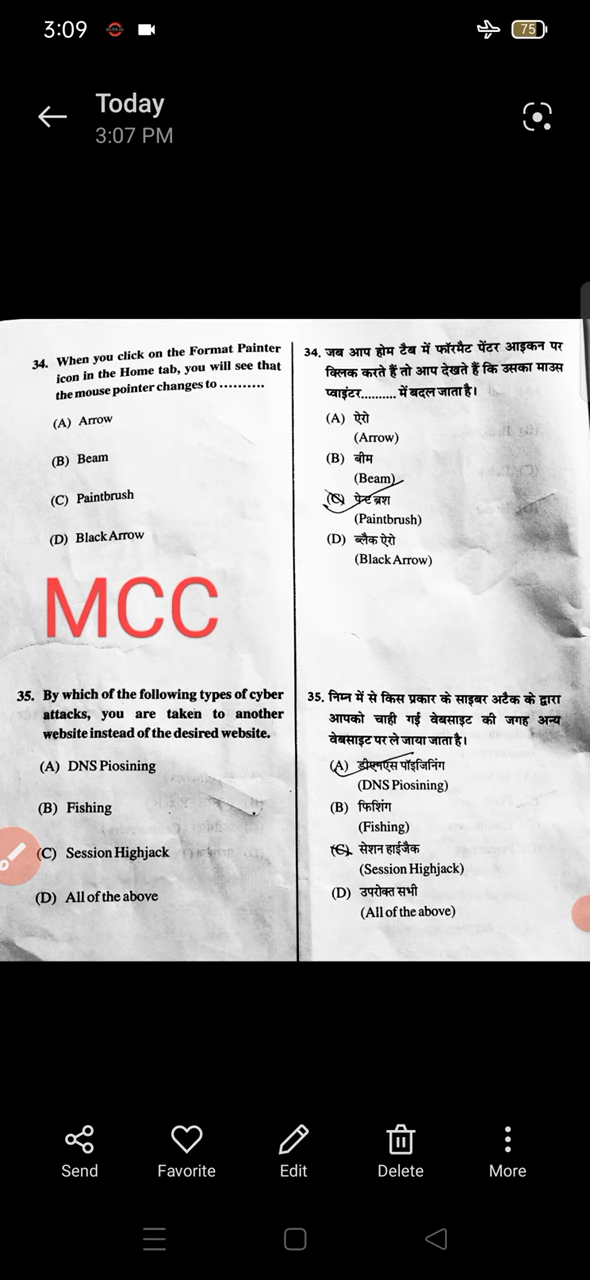 3:09
75
Today
3:07 PM
34. When you click on the Format Painter
icon in the Home tab, you will see that
the mouse pointer changes to ..........
(A) Arrow
(B) Beam
(C) Paintbrush
(D) Black Arrow
MCC
35. By which of the following types of cyber
attacks, you are taken to another
website instead of the desired website.
(A) DNS Piosining
(B) Fishing
(C) Session Highjack
(D) All of the above
34. जब आप होम टैब में फॉरमैट पेंटर आइकन पर
क्लिक करते हैं तो आप देखते हैं कि उसका माउस
प्वाइंटर.......... में बदल जाता है।
(A) ऐरो
(Arrow)
(B) बीम
(Beam)
(C) पेन्ट ब्रश
(Paintbrush)
(D) ब्लैक ऐरो
(Black Arrow)
35. निम्न में से किस प्रकार के साइबर अटैक के द्वारा
आपको चाही गई वेबसाइट की जगह अन्य
वेबसाइट पर ले जाया जाता है।
(A) डीएनएस पॉइजिनिंग
(DNS Piosining)
(B) फिशिंग
(Fishing)
(C) सेशन हाईजैक
(Session Highjack)
(D) उपरोक्त सभी
(All of the above)
Send
Favorite
Edit
Delete
More